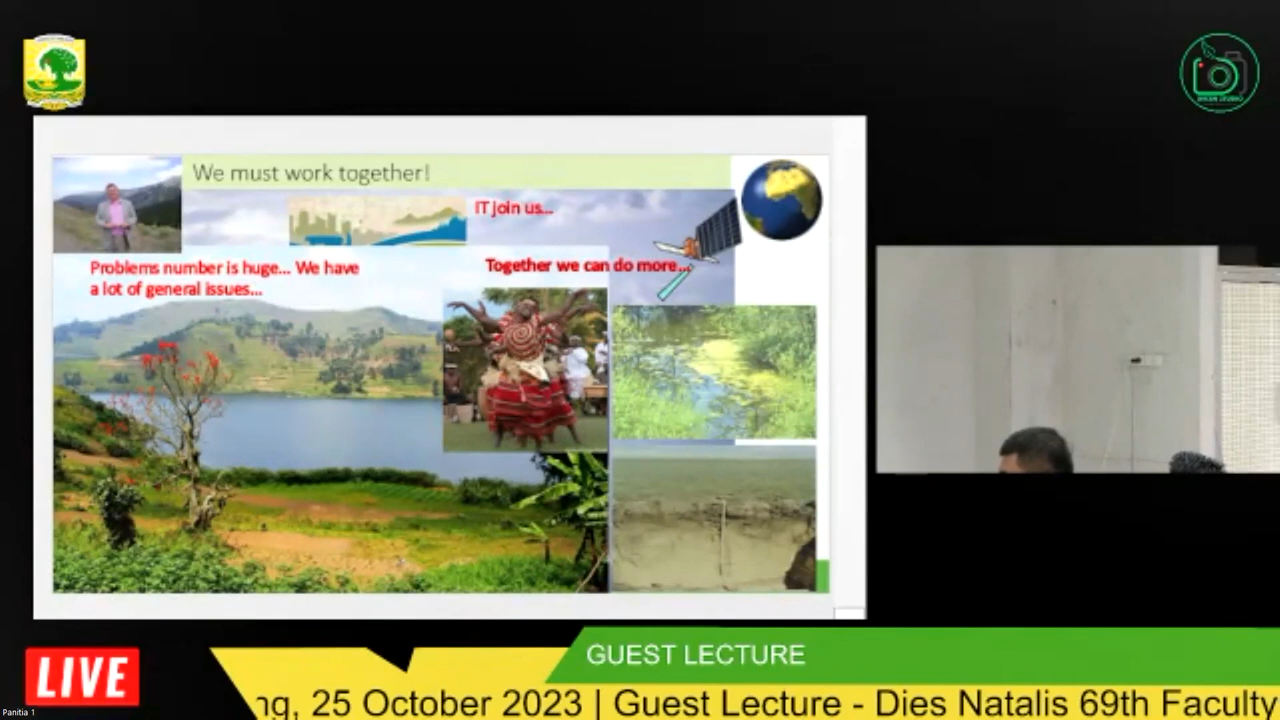 We must work together!
IT join us...
Problems number is huge... We have
a lot of general issues...
Together we can do more...
GUEST LECTURE
LIVE
ng, 25 October 2023 | Guest Lecture - Dies Natalis 69th Faculty
Panitia 1